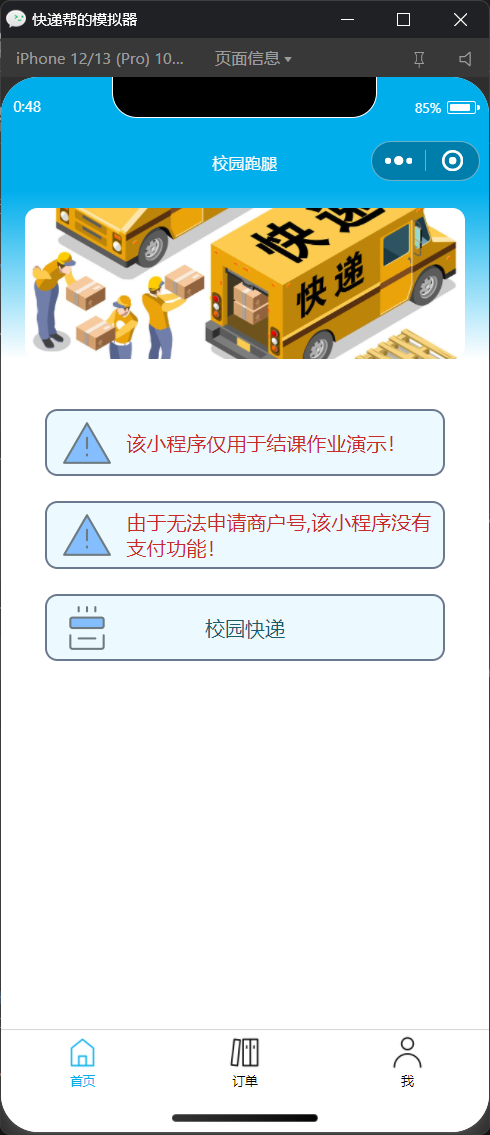 快递帮的模拟器
iPhone 12/13 (Pro) 10... 页面信息
0:48 85%
校园跑腿
快递
快递
该小程序仅用于结课作业演示!
由于无法申请商户号,该小程序没有
支付功能!
校园快递
首页 订单 我